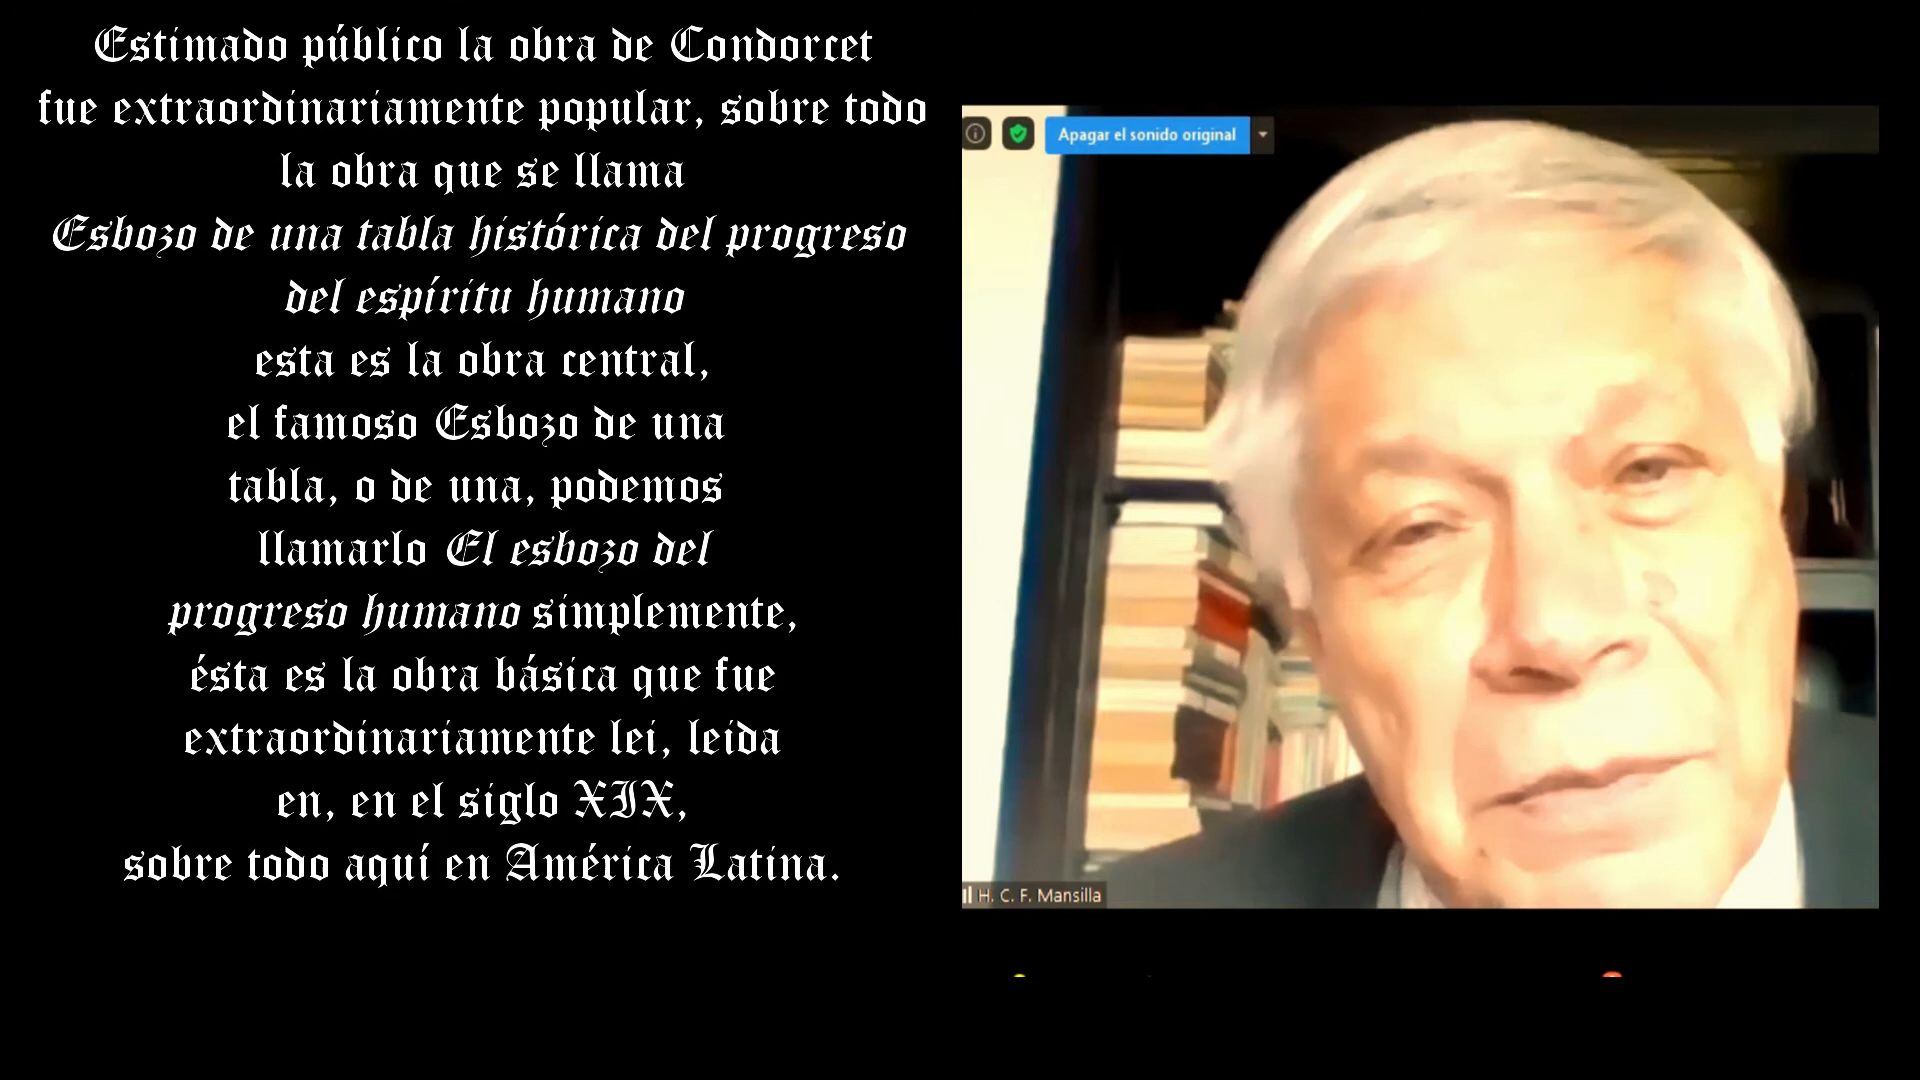 Estimado público la obra de Condorcet
fue extraordinariamente popular, sobre todo
la obra que se llama
Esbozo de una tabla histórica del progreso
del espíritu humano
esta es la obra central,
el famoso Esbozo de una
tabla, o de una, podemos
llamarlo El esbozo del
progreso humano simplemente,
ésta es la obra básica que fue
extraordinariamente lei, leida
en, en el siglo XIX,
sobre todo aquí en América Latina.
Apagar el sonido original
H. C. F. Mansilla